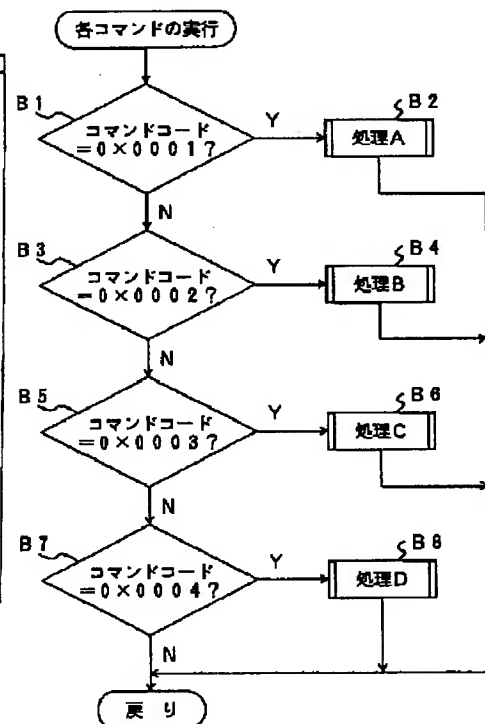 各コマンドの実行
B1
コマンドコード
=0×0001?
Y
B2
処理A
N
B3
コマンドコード
=0×0002?
Y
B4
処理B
N
B5
コマンドコード
=0×0003?
Y
B6
処理C
N
B7
コマンドコード
=0×0004?
Y
B8
処理D
N
戻り